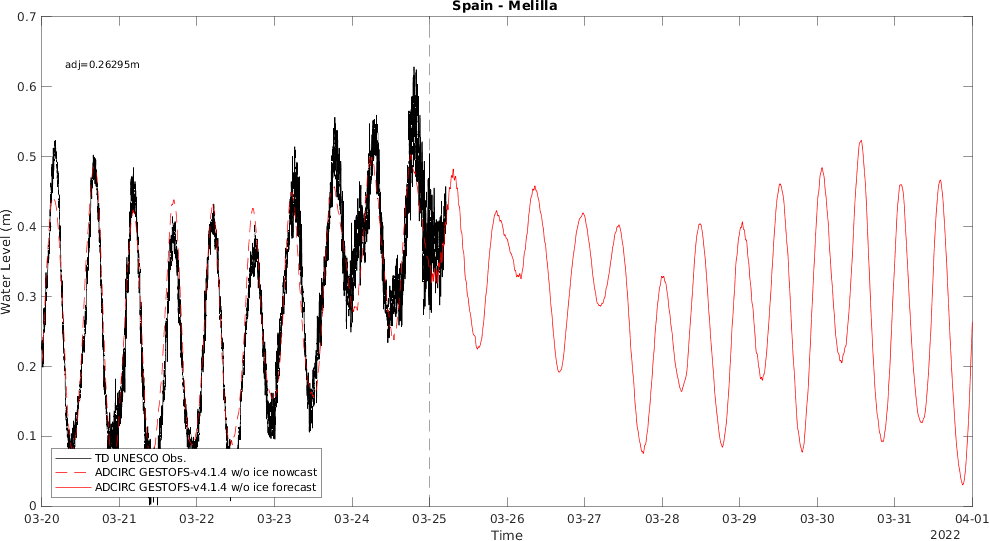 Spain - Melilla
0.7
0.6
0.5
0.4
0.3
0.2
0.1
0
Water Level (m)
adj=0.26295m
TD UNESCO Obs.
ADCIRC GESTOFS-v4.1.4 w/o ice nowcast
ADCIRC GESTOFS-v4.1.4 w/o ice forecast
03-20 03-21 03-22 03-23 03-24 03-25 03-26 03-27 03-28 03-29 03-30 03-31 04-01
Time
2022